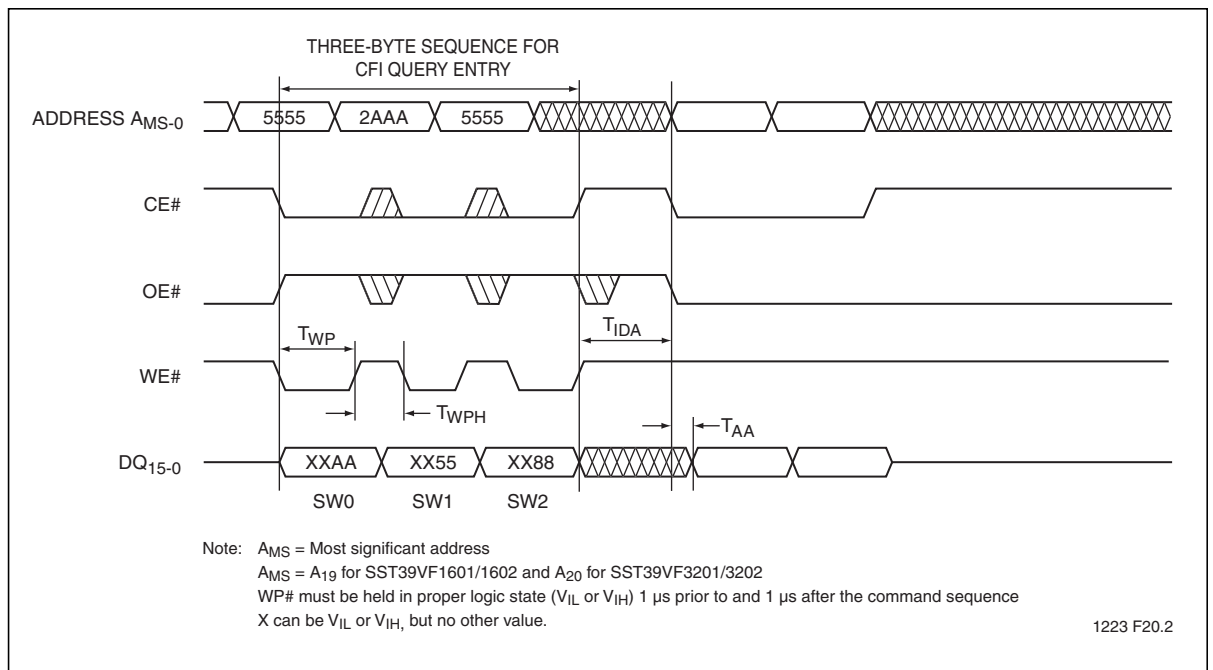 THREE-BYTE SEQUENCE FOR
CFI QUERY ENTRY
ADDRESS AMS-0
5555 2AAA 5555
CE#
OE#
TWP TIDA
WE#
TWPH
TAA
DQ15-0
XXAA XX55 XX88
SW0 SW1 SW2
Note: AMS = Most significant address
AMS = A19 for SST39VF1601/1602 and A20 for SST39VF3201/3202
WP# must be held in proper logic state (VIL or VIH) 1 µs prior to and 1 µs after the command sequence
X can be VIL or VIH, but no other value.
1223 F20.2